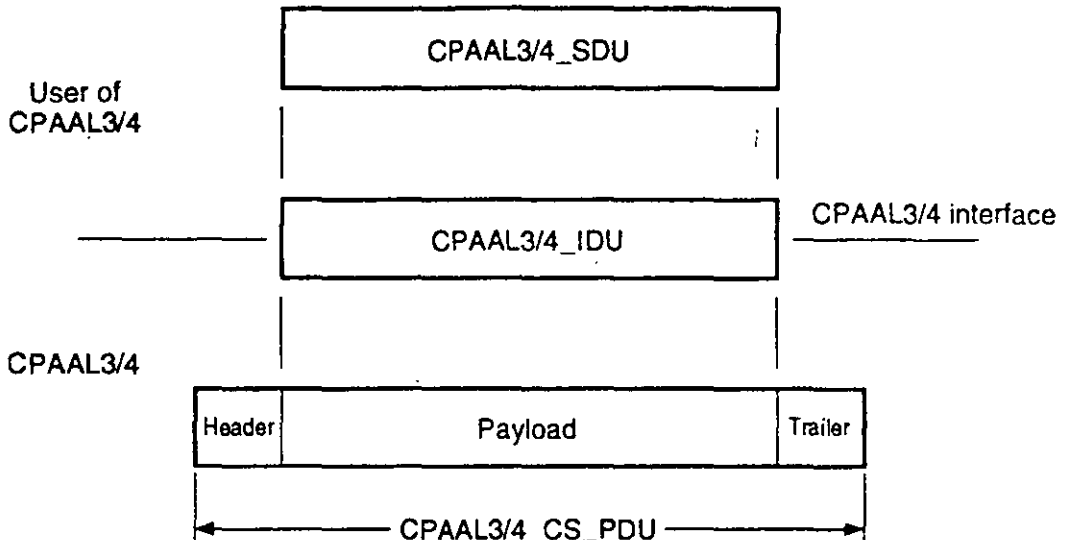 CPAAL3/4_SDU
User of
CPAAL3/4
CPAAL3/4_IDU
CPAAL3/4 interface
CPAAL3/4
Header
Payload
Trailer
CPAAL3/4_CS_PDU